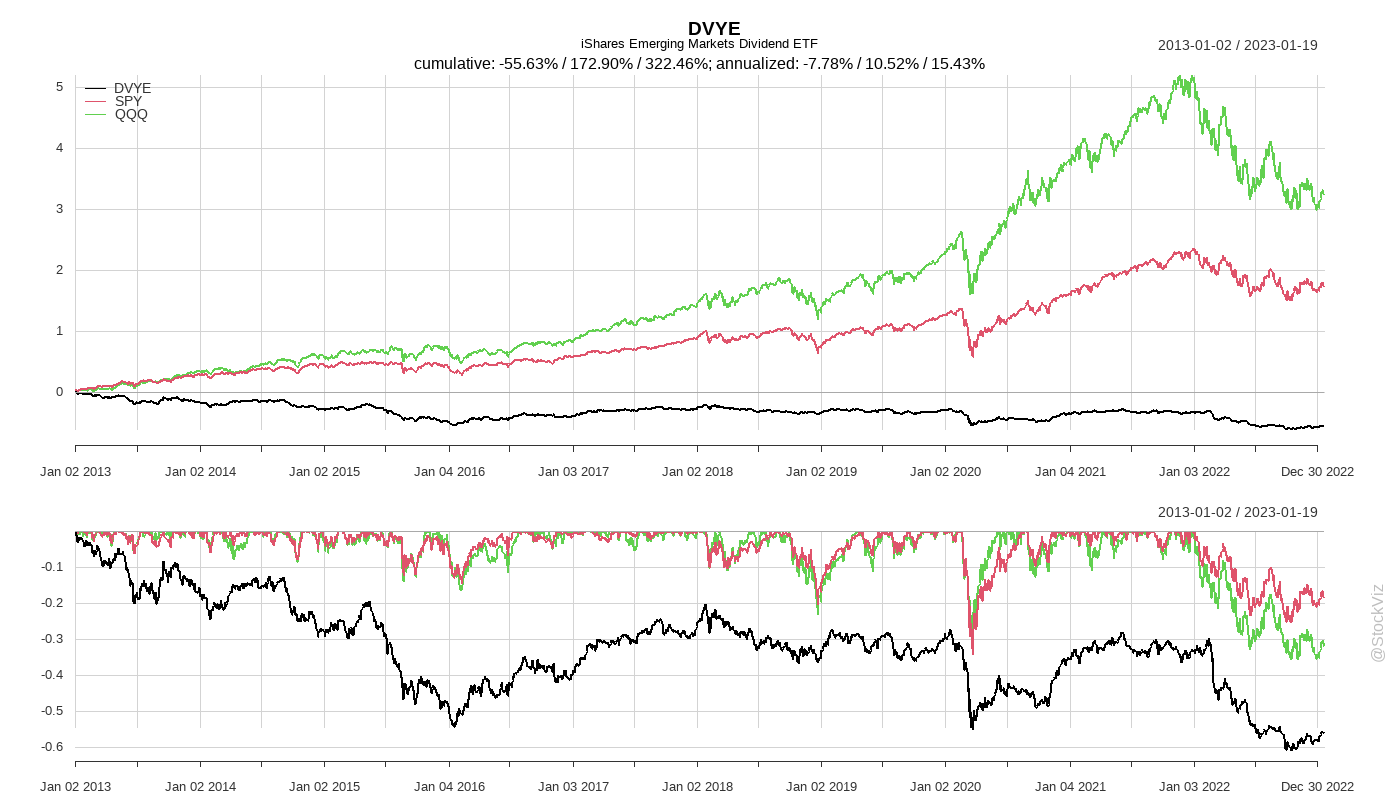 DVYE
iShares Emerging Markets Dividend ETF
2013-01-02 / 2023-01-19
cumulative: -55.63% / 172.90% / 322.46%; annualized: -7.78% / 10.52% / 15.43%
DVYE
SPY
QQQ
5
4
3
2
1
0
Jan 02 2013 Jan 02 2014 Jan 02 2015 Jan 04 2016 Jan 03 2017 Jan 02 2018 Jan 02 2019 Jan 02 2020 Jan 04 2021 Jan 03 2022 Dec 30 2022
2013-01-02 / 2023-01-19
-0.1
-0.2
-0.3
-0.4
-0.5
-0.6
Jan 02 2013 Jan 02 2014 Jan 02 2015 Jan 04 2016 Jan 03 2017 Jan 02 2018 Jan 02 2019 Jan 02 2020 Jan 04 2021 Jan 03 2022 Dec 30 2022
@StockViz